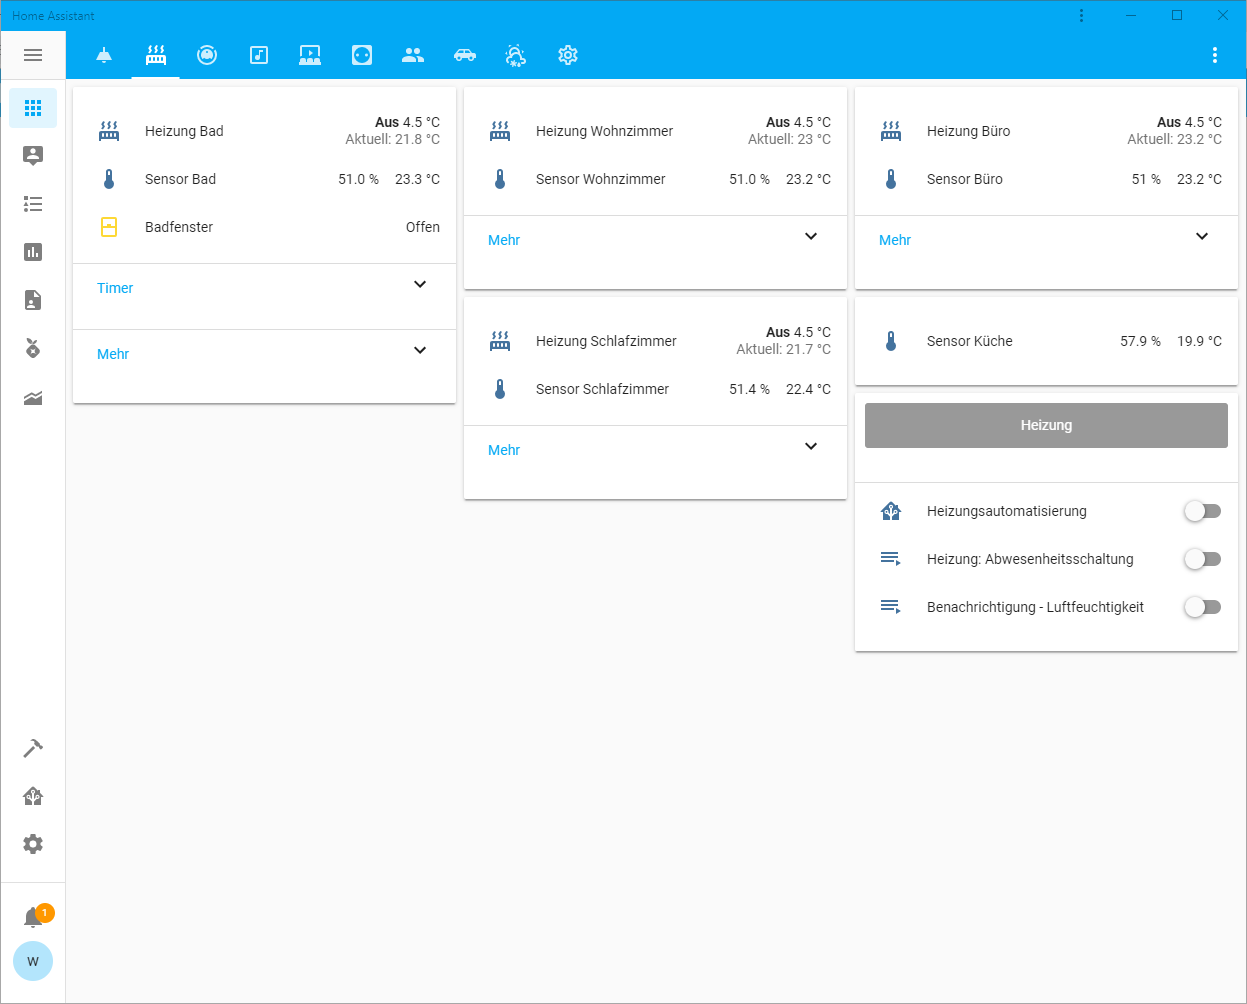 Home Assistant
Heizung Bad
Aus 4.5 °C
Aktuell: 21.8 °C
Sensor Bad 51.0 % 23.3 °C
Badfenster Offen
Timer
Mehr
Heizung Wohnzimmer
Aus 4.5 °C
Aktuell: 23 °C
Sensor Wohnzimmer 51.0 % 23.2 °C
Mehr
Heizung Schlafzimmer
Aus 4.5 °C
Aktuell: 21.7 °C
Sensor Schlafzimmer 51.4 % 22.4 °C
Mehr
Heizung Büro
Aus 4.5 °C
Aktuell: 23.2 °C
Sensor Büro 51 % 23.2 °C
Mehr
Sensor Küche 57.9 % 19.9 °C
Heizung
Heizungsautomatisierung
Heizung: Abwesenheitsschaltung
Benachrichtigung - Luftfeuchtigkeit
1
W